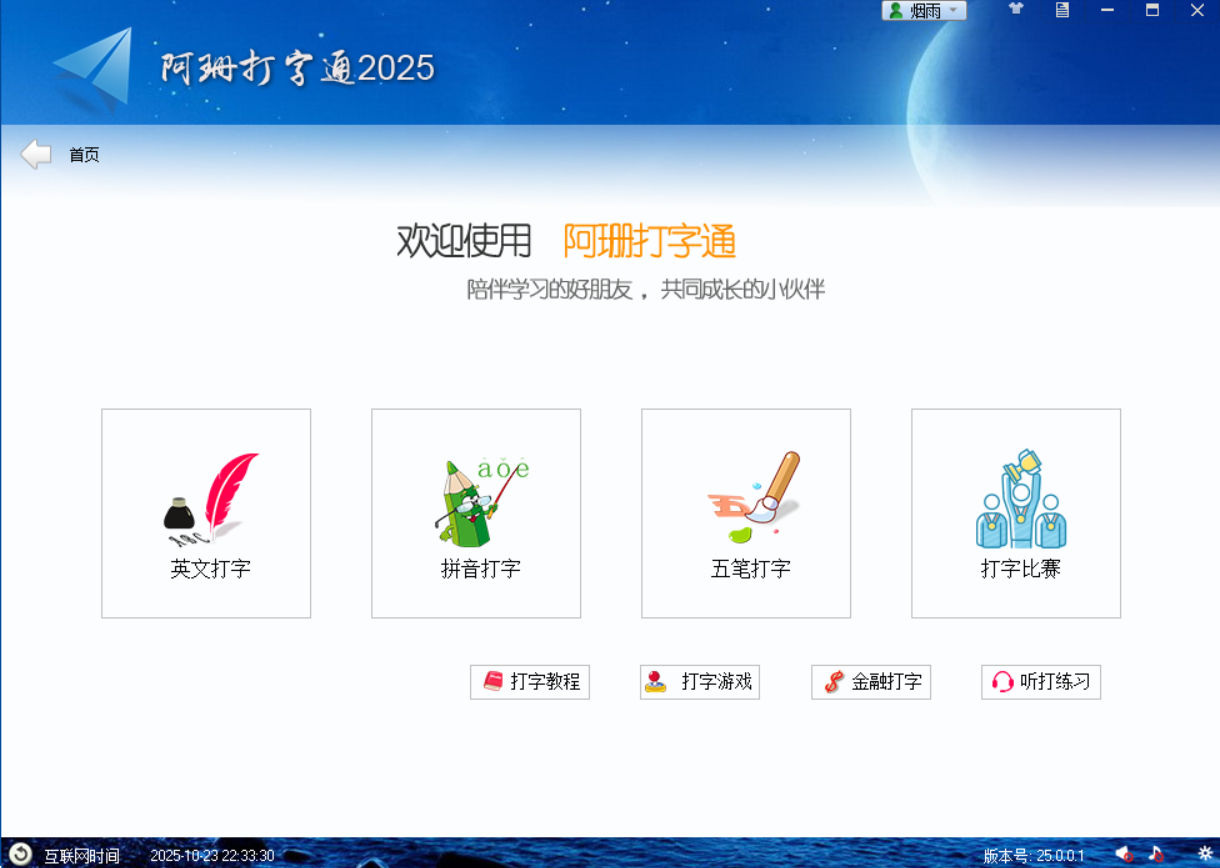 烟雨
阿珊打字通2025
首页
欢迎使用 阿珊打字通
陪伴学习的好朋友，共同成长的小伙伴
āǒè
五
ABC
英文打字
拼音打字
五笔打字
打字比赛
打字教程
打字游戏
金融打字
听打练习
互联网时间 2025-10-23 22:33:30
版本号: 25.0.0.1